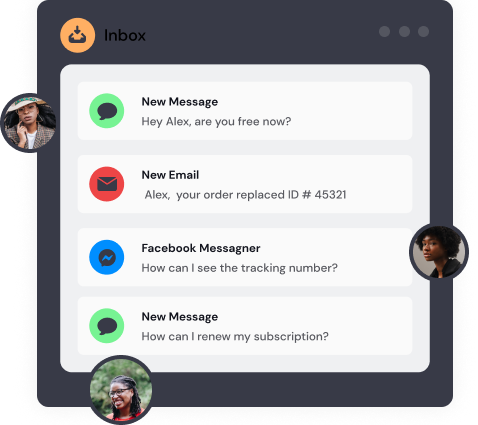 Inbox
New Message
Hey Alex, are you free now?
New Email
Alex, your order replaced ID # 45321
Facebook Messagner
How can I see the tracking number?
New Message
How can I renew my subscription?